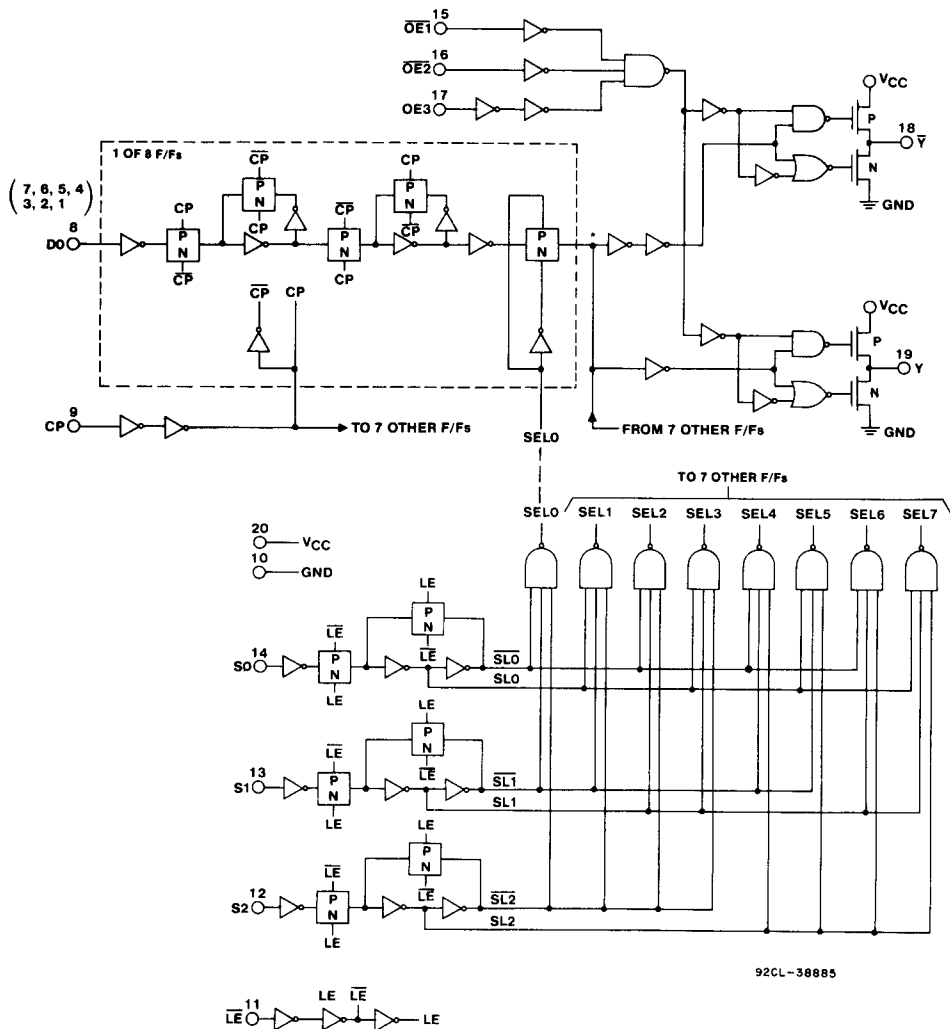 15
OE1
16
OE2
17
OE3
VCC
P
18
Y
N
GND
1 OF 8 F/Fs
(7, 6, 5, 4
3, 2, 1)
8
D0
CP
P
N
CP
CP
P
N
CP
CP
P
N
CP
CP
P
N
CP
P
N
*
CP
CP
VCC
P
19
Y
N
GND
9
CP
TO 7 OTHER F/Fs
SEL0
FROM 7 OTHER F/Fs
TO 7 OTHER F/Fs
SEL0 SEL1 SEL2 SEL3 SEL4 SEL5 SEL6 SEL7
20
VCC
10
GND
LE
P
N
LE
14
S0
LE
P
N
LE
SL0
SL0
LE
P
N
LE
13
S1
LE
P
N
LE
SL1
SL1
LE
P
N
LE
12
S2
LE
P
N
LE
SL2
SL2
92CL-38885
11
LE
LE
LE
LE